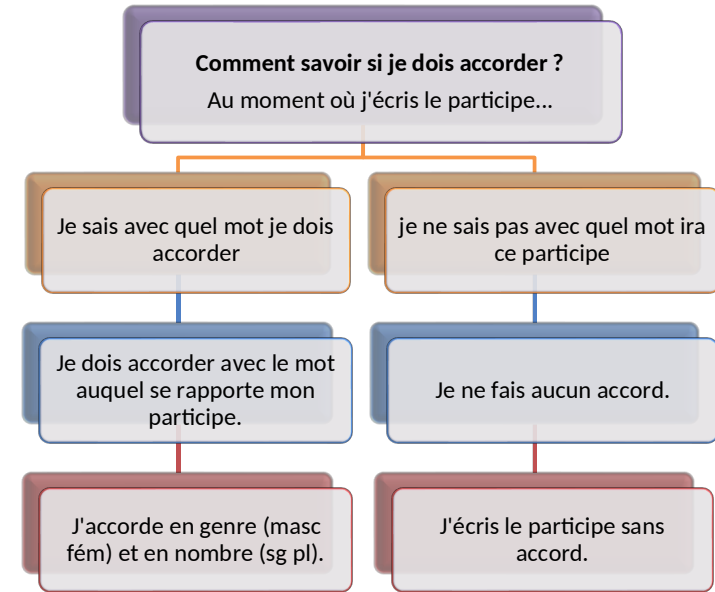 Comment savoir si je dois accorder ?
Au moment où j'écris le participe...
Je sais avec quel mot je dois
accorder
je ne sais pas avec quel mot ira
ce participe
Je dois accorder avec le mot
auquel se rapporte mon
participe.
Je ne fais aucun accord.
J'accorde en genre (masc
fém) et en nombre (sg pl).
J'écris le participe sans
accord.